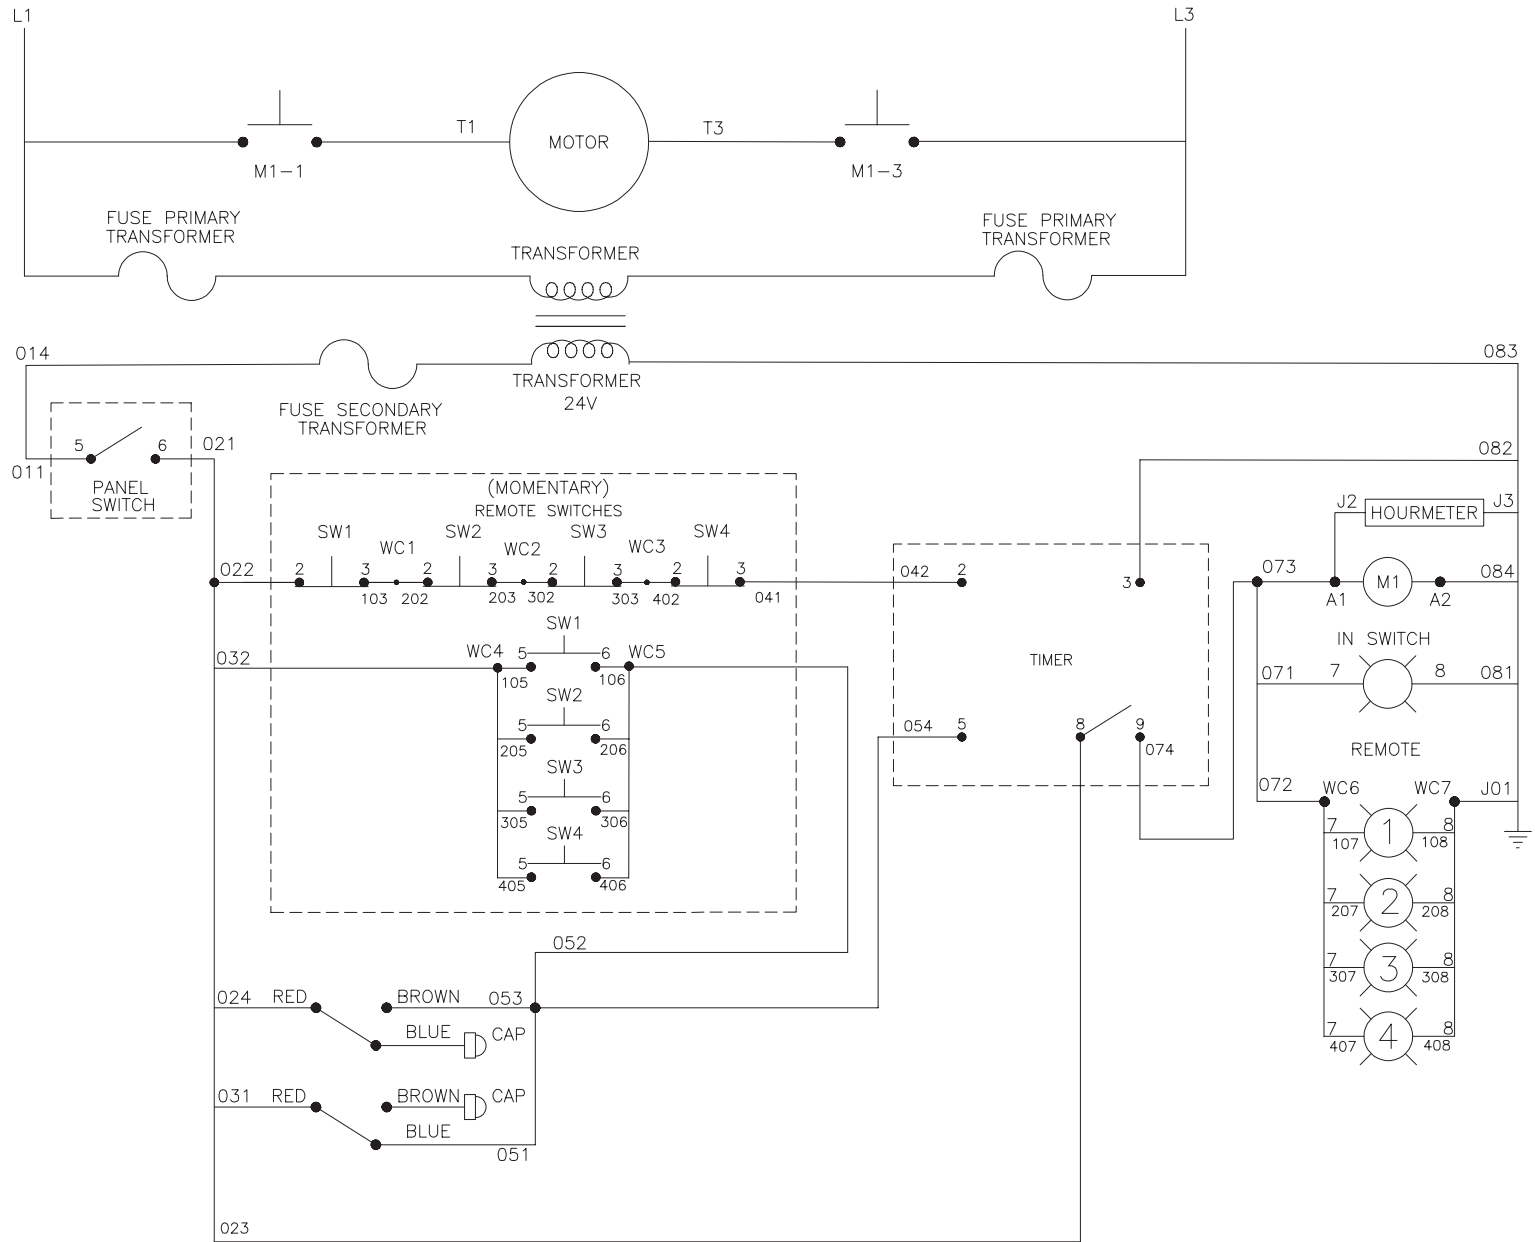 L1
L3
T1
MOTOR
T3
M1-1
M1-3
FUSE PRIMARY
TRANSFORMER
TRANSFORMER
FUSE PRIMARY
TRANSFORMER
014
083
TRANSFORMER
24V
FUSE SECONDARY
TRANSFORMER
5
6
021
011
PANEL
SWITCH
082
(MOMENTARY)
REMOTE SWITCHES
SW1
WC1
SW2
WC2
SW3
WC3
SW4
J2
HOURMETER
J3
022
2
3
2
3
2
3
2
3
103
202
203
302
303
402
041
042
2
3
073
A1
M1
A2
084
SW1
032
WC4
5
6
WC5
105
106
IN SWITCH
071
7
8
081
TIMER
SW2
5
6
205
206
054
5
8
9
074
REMOTE
SW3
5
6
305
306
072
WC6
WC7
J01
SW4
5
6
405
406
7
1
8
107
108
7
2
8
207
208
052
7
3
8
307
308
024
RED
BROWN
053
BLUE
CAP
7
4
8
407
408
031
RED
BROWN
CAP
BLUE
051
023